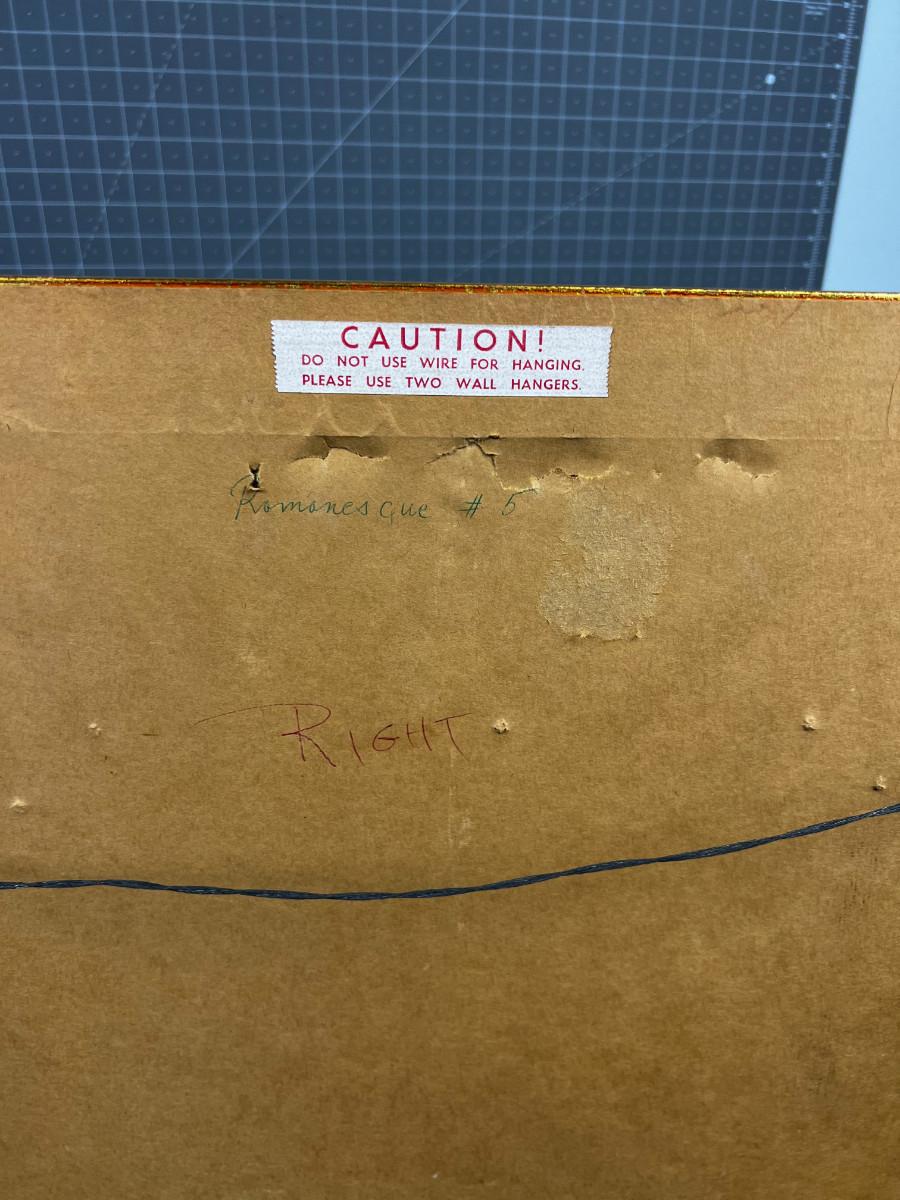 CAUTION!
DO NOT USE WIRE FOR HANGING.
PLEASE USE TWO WALL HANGERS.
Romanesque # 5
RIGHT